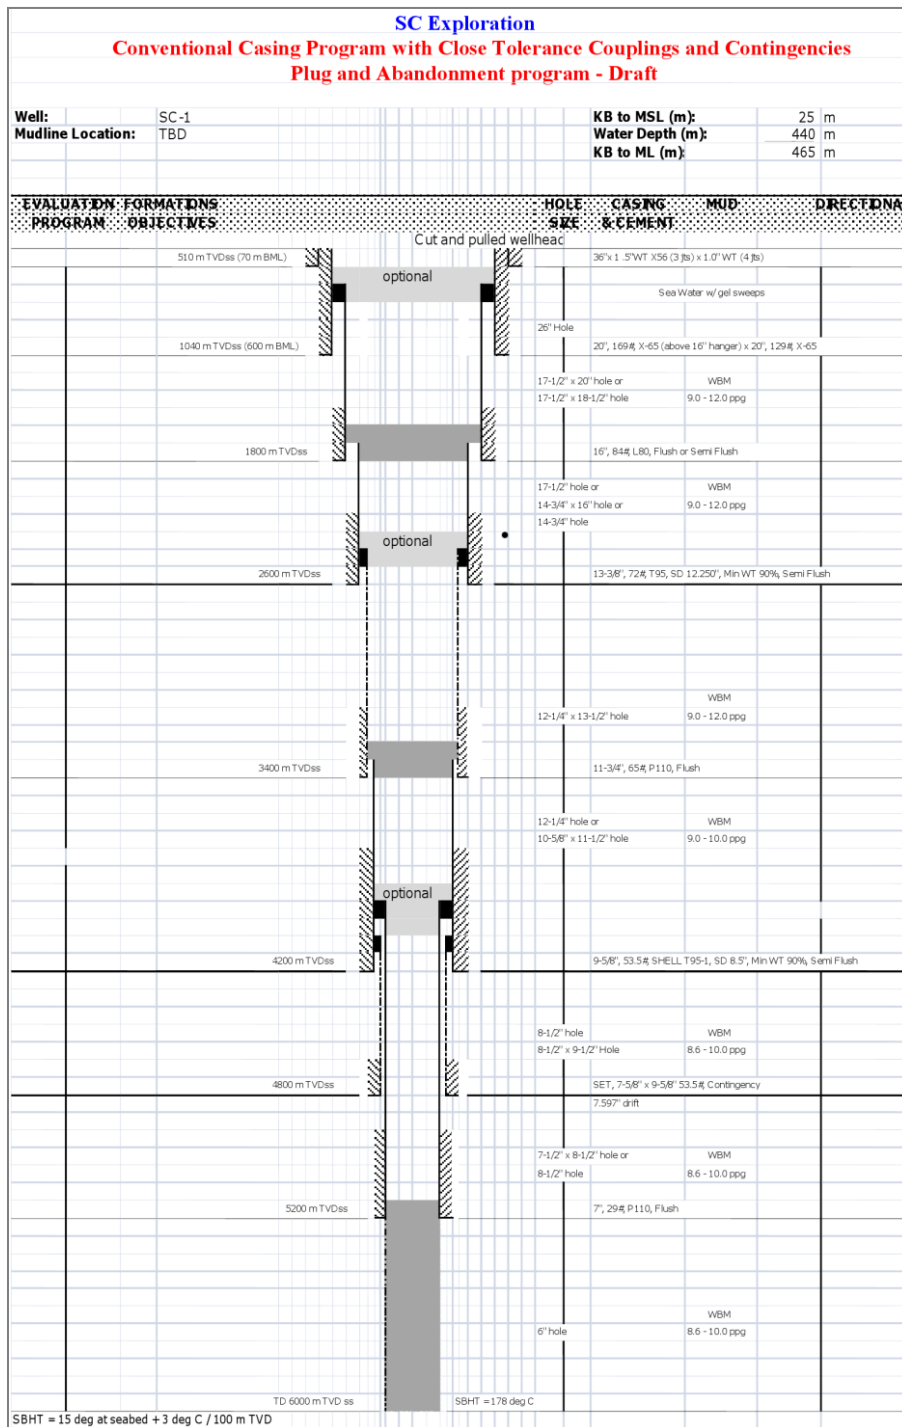 SC Exploration
Conventional Casing Program with Close Tolerance Couplings and Contingencies
Plug and Abandonment program - Draft
Well: SC-1 KB to MSL (m): 25 m
Mudline Location: TBD Water Depth (m): 440 m
KB to ML (m): 465 m
EVALUATION FORMATIONS HOLE CASING MUD DIRECTIONA
PROGRAM OBJECTIVES SIZE & CEMENT
Cut and pulled wellhead
510 m TVDss (70 m BML) 36"x 1 .5"WT X56 (3 jts) x 1.0" WT (4 jts)
optional
Sea Water w/ gel sweeps
26" Hole
1040 m TVDss (600 m BML) 20", 169#, X-65 (above 16" hanger) x 20", 129#, X-65
17-1/2" x 20" hole or WBM
17-1/2" x 18-1/2" hole 9.0 - 12.0 ppg
1800 m TVDss 16", 84#, L80, Flush or Semi Flush
17-1/2" hole or WBM
14-3/4" x 16" hole or 9.0 - 12.0 ppg
14-3/4" hole
optional
2600 m TVDss 13-3/8", 72#, T95, SD 12.250", Min WT 90%, Semi Flush
WBM
12-1/4" x 13-1/2" hole 9.0 - 12.0 ppg
3400 m TVDss 11-3/4", 65#, P110, Flush
12-1/4" hole or WBM
10-5/8" x 11-1/2" hole 9.0 - 10.0 ppg
optional
4200 m TVDss 9-5/8", 53.5#, SHELL T95-1, SD 8.5", Min WT 90%, Semi Flush
8-1/2" hole WBM
8-1/2" x 9-1/2" Hole 8.6 - 10.0 ppg
4800 m TVDss SET, 7-5/8" x 9-5/8" 53.5#, Contingency
7.597" drift
7-1/2" x 8-1/2" hole or WBM
8-1/2" hole 8.6 - 10.0 ppg
5200 m TVDss 7", 29#, P110, Flush
WBM
6" hole 8.6 - 10.0 ppg
TD 6000 m TVD ss SBHT = 178 deg C
SBHT = 15 deg at seabed + 3 deg C / 100 m TVD